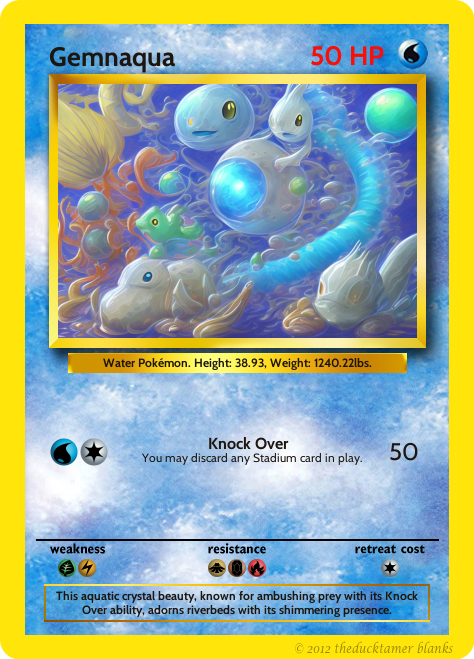 Gemnaqua 50 HP
Water Pokémon. Height: 38.93, Weight: 1240.22lbs.
Knock Over
You may discard any Stadium card in play.
50
weakness resistance retreat cost
This aquatic crystal beauty, known for ambushing prey with its Knock
Over ability, adorns riverbeds with its shimmering presence.
© 2012 theducktamer blanks